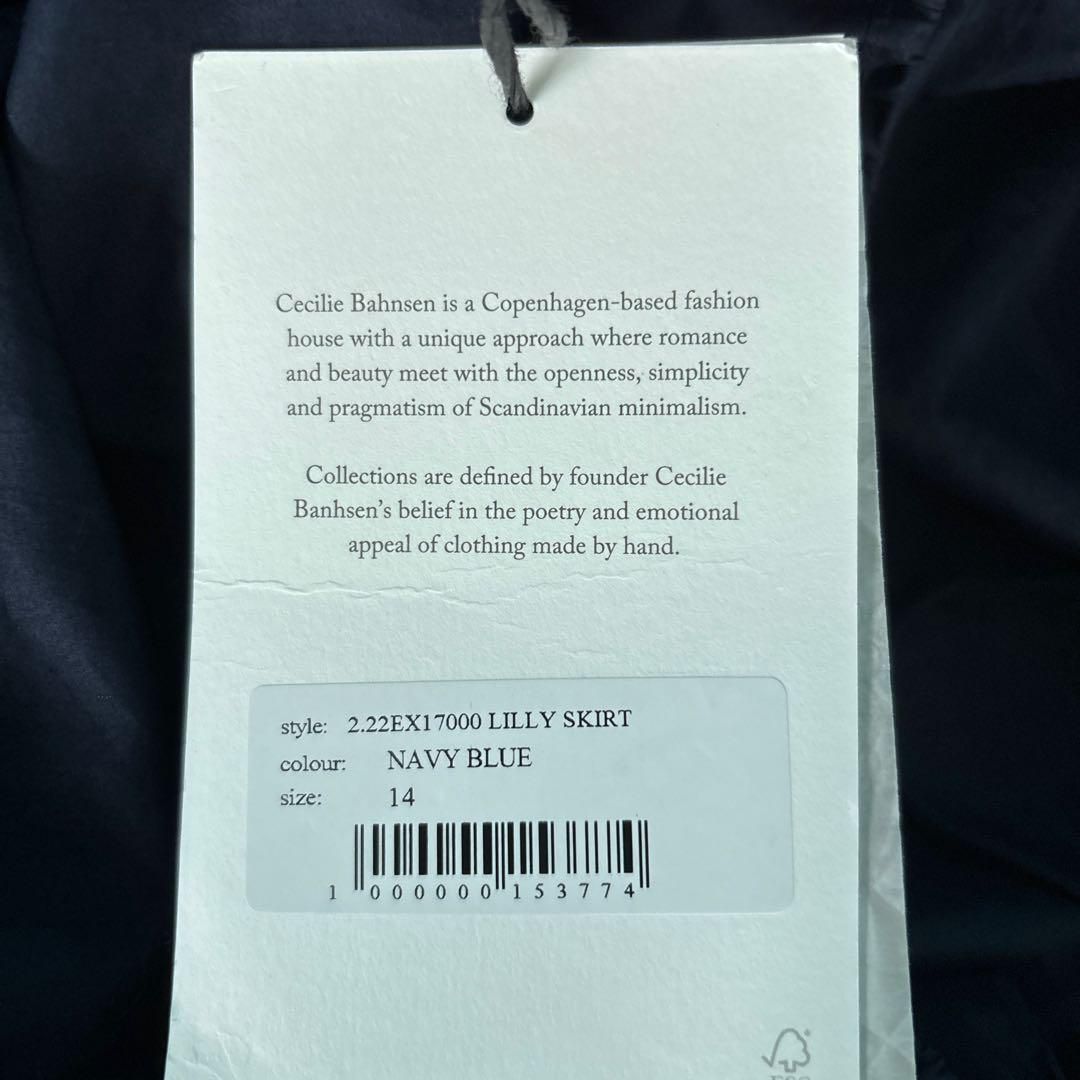 Cecilie Bahnsen is a Copenhagen-based fashion
house with a unique approach where romance
and beauty meet with the openness, simplicity
and pragmatism of Scandinavian minimalism.
Collections are defined by founder Cecilie
Banhsen's belief in the poetry and emotional
appeal of clothing made by hand.
style: 2.22EX17000 LILLY SKIRT
colour: NAVY BLUE
size: 14
1 000000 153774
FSC